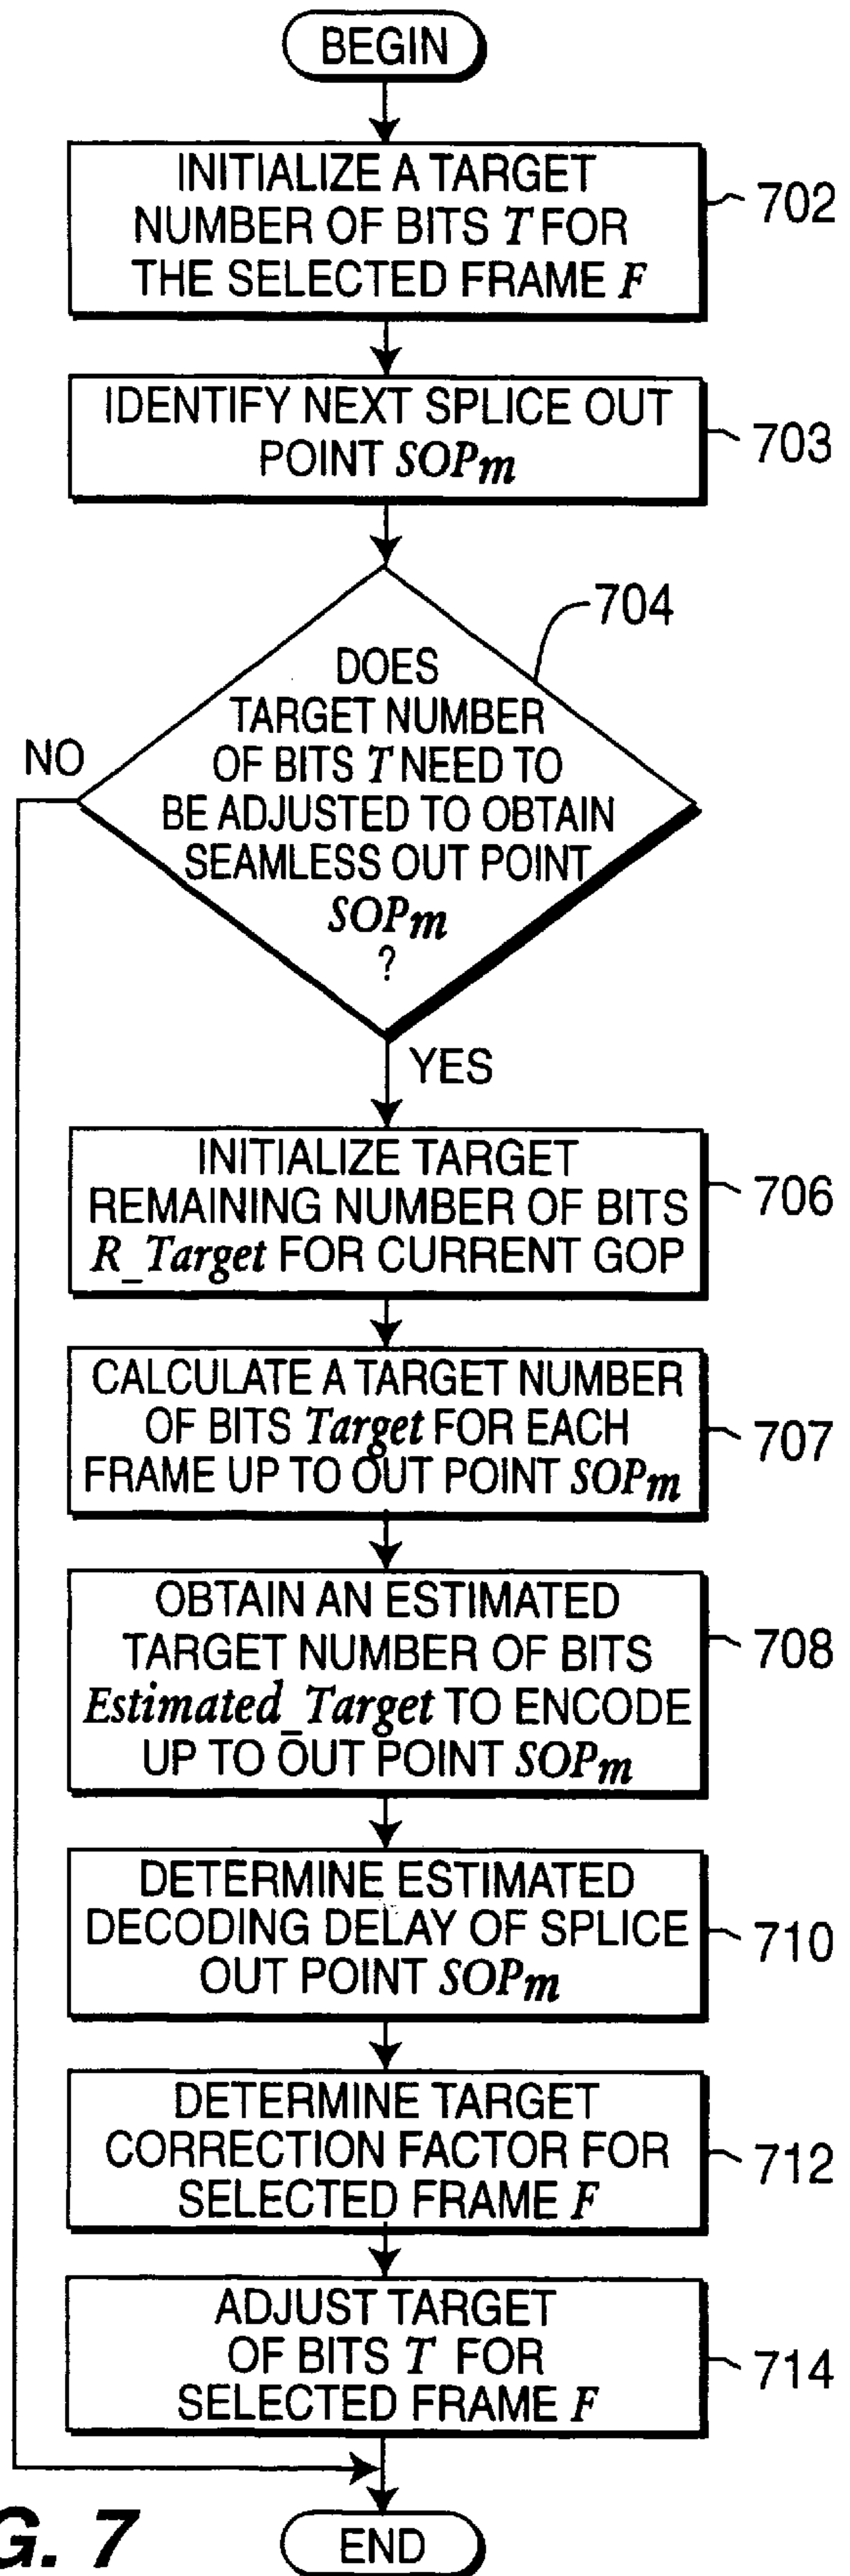 BEGIN
INITIALIZE A TARGET
NUMBER OF BITS T FOR
THE SELECTED FRAME F
702
IDENTIFY NEXT SPLICE OUT
POINT SOPm
703
704
DOES
TARGET NUMBER
OF BITS T NEED TO
BE ADJUSTED TO OBTAIN
SEAMLESS OUT POINT
SOPm
?
NO
YES
INITIALIZE TARGET
REMAINING NUMBER OF BITS
R_Target FOR CURRENT GOP
706
CALCULATE A TARGET NUMBER
OF BITS Target FOR EACH
FRAME UP TO OUT POINT SOPm
707
OBTAIN AN ESTIMATED
TARGET NUMBER OF BITS
Estimated_Target TO ENCODE
UP TO OUT POINT SOPm
708
DETERMINE ESTIMATED
DECODING DELAY OF SPLICE
OUT POINT SOPm
710
DETERMINE TARGET
CORRECTION FACTOR FOR
SELECTED FRAME F
712
ADJUST TARGET
OF BITS T FOR
SELECTED FRAME F
714
END
G. 7